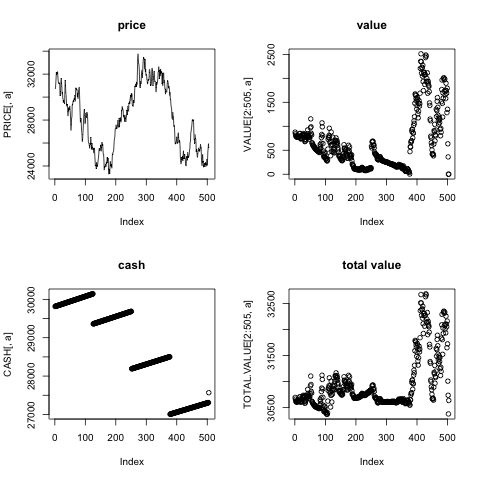 price
PRICE[, a]
32000
28000
24000
0 100 200 300 400 500
Index
value
VALUE[2:505, a]
2500
1500
500
0
0 100 200 300 400 500
Index
cash
CASH[, a]
30000
29000
28000
27000
0 100 200 300 400 500
Index
total value
TOTAL.VALUE[2:505, a]
32500
31500
30500
0 100 200 300 400 500
Index